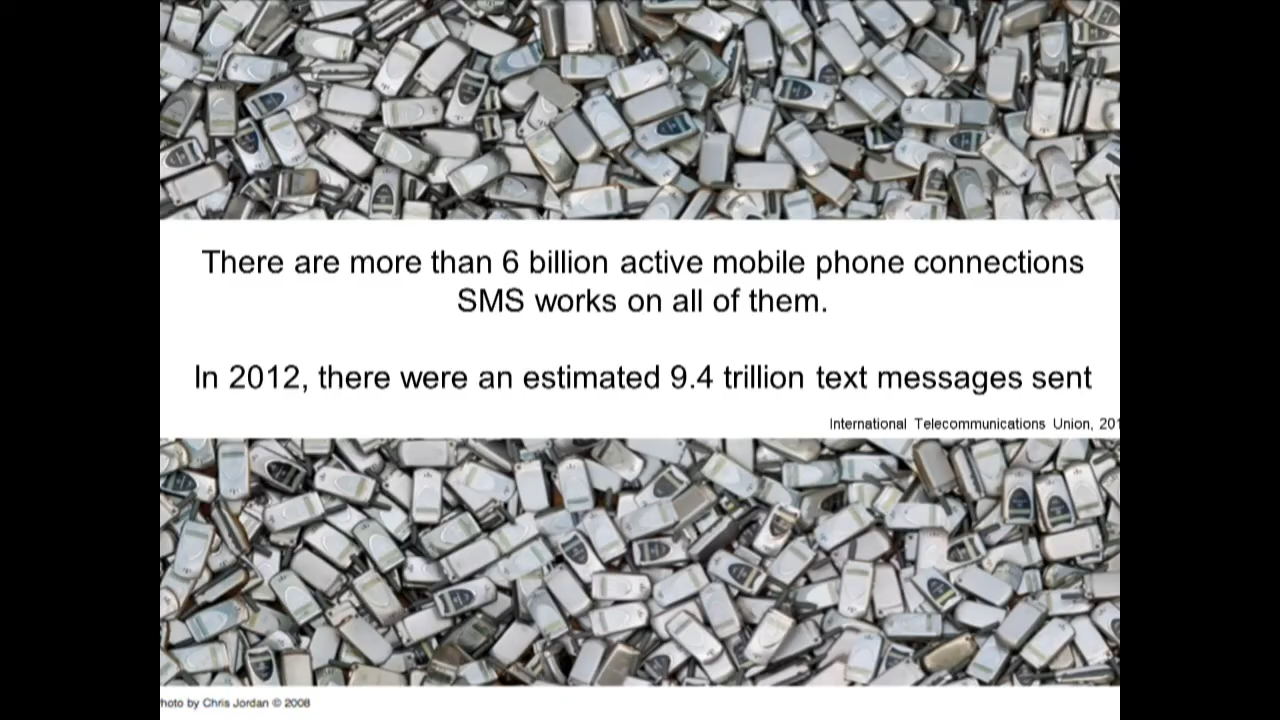 There are more than 6 billion active mobile phone connections
SMS works on all of them.
In 2012, there were an estimated 9.4 trillion text messages sent
International Telecommunications Union, 201
hoto by Chris Jordan © 2008